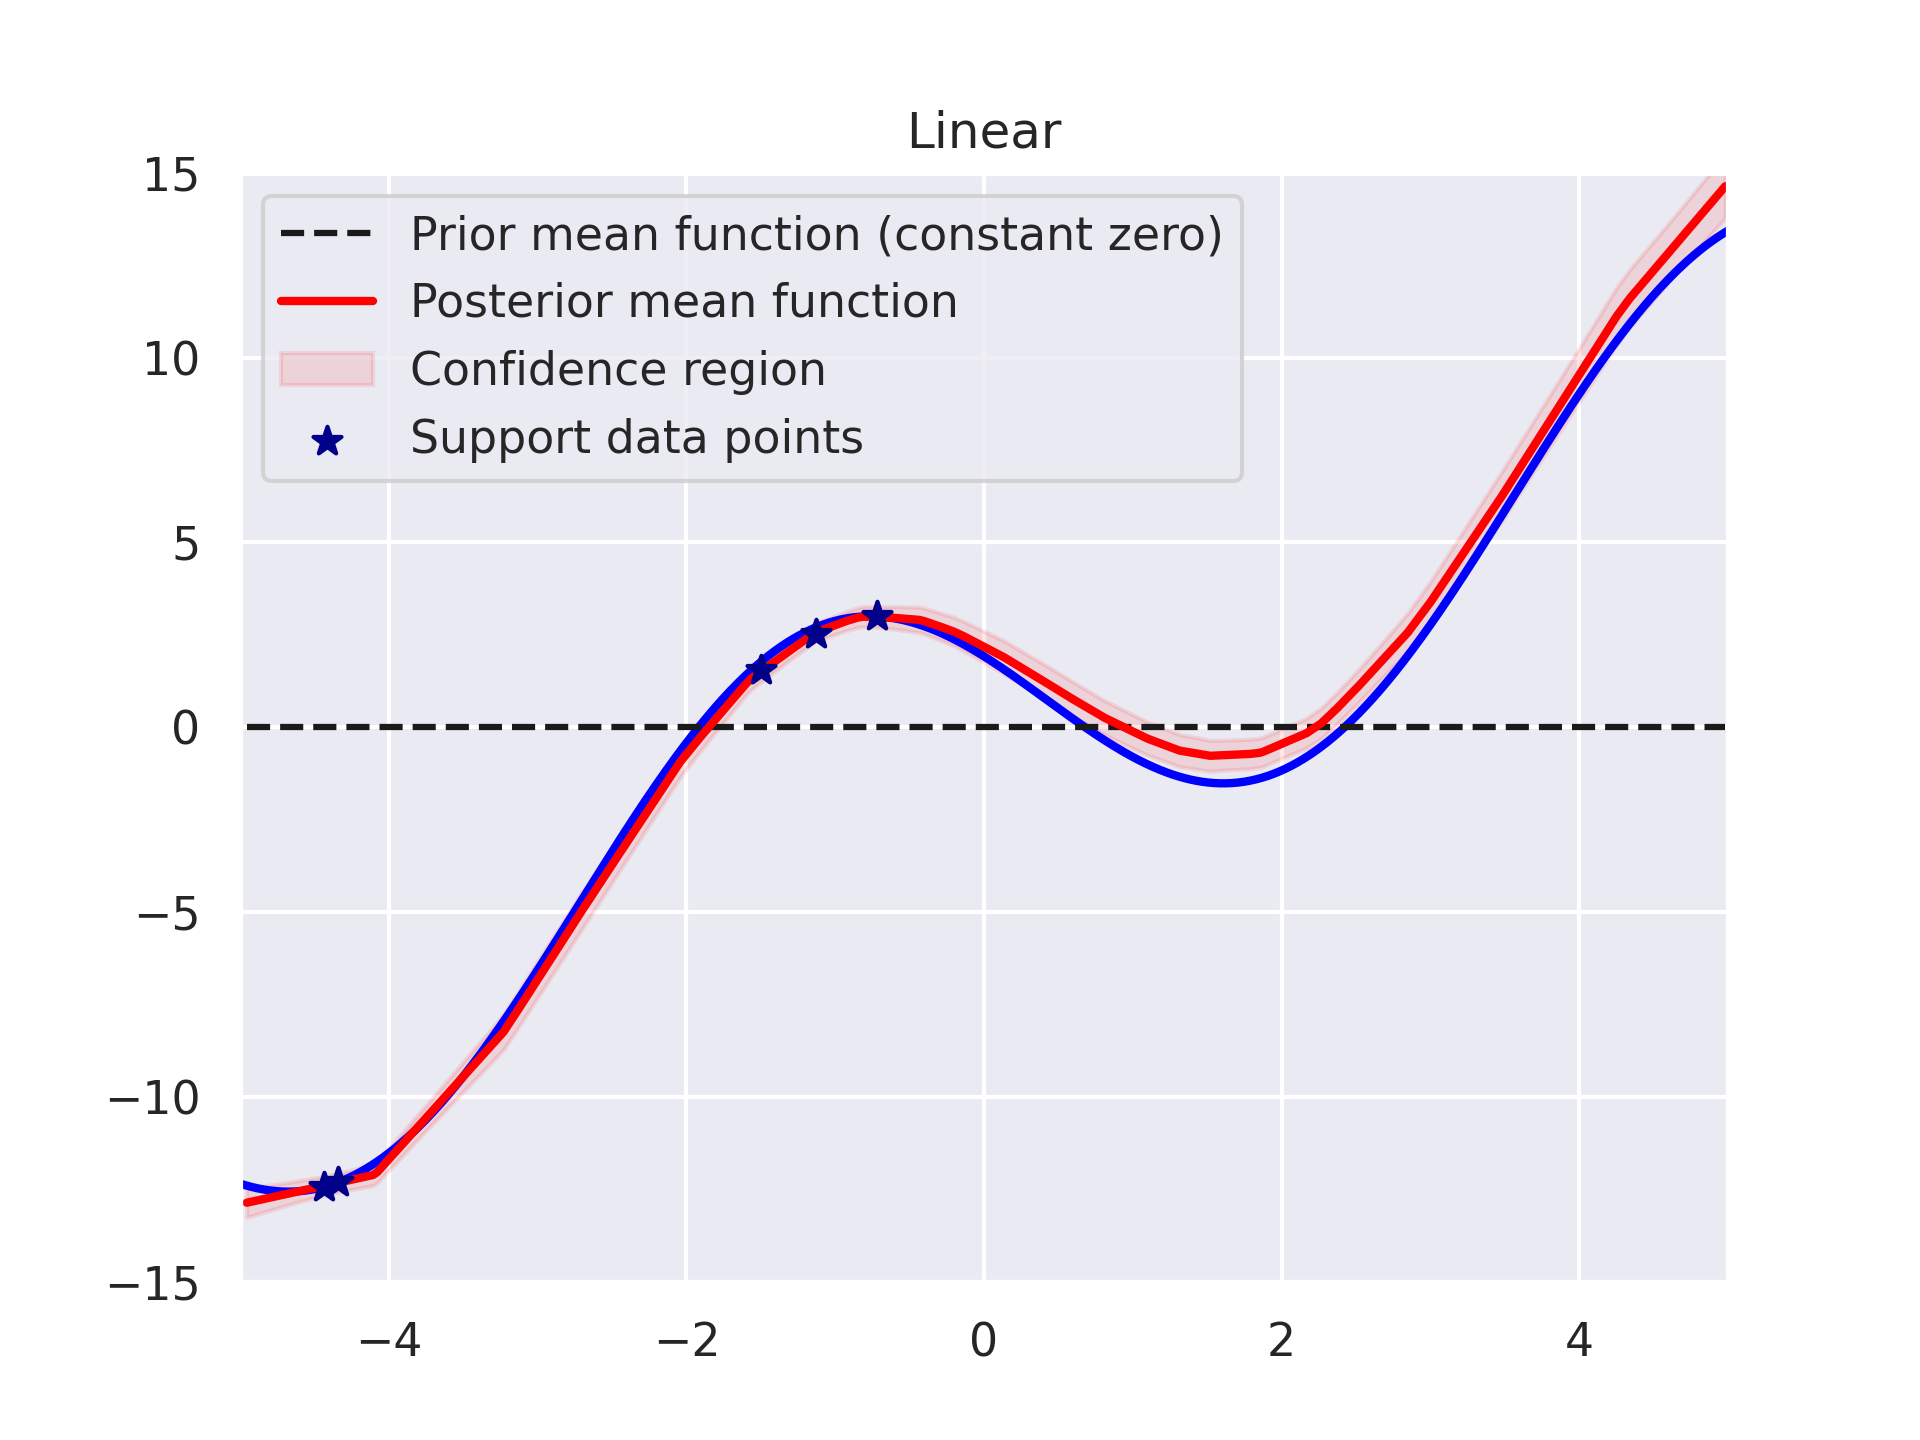 Linear
15
10
5
0
−5
−10
−15
Prior mean function (constant zero)
Posterior mean function
Confidence region
Support data points
−4 −2 0 2 4